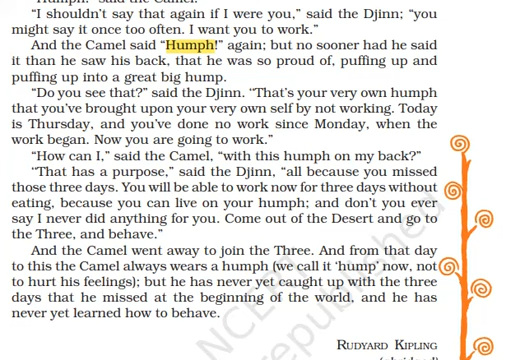 "Humph!" said the Camel.
"I shouldn't say that again if I were you," said the Djinn; "you
might say it once too often. I want you to work."
And the Camel said "Humph!" again; but no sooner had he said
it than he saw his back, that he was so proud of, puffing up and
puffing up into a great big hump.
"Do you see that?" said the Djinn. "That's your very own humph
that you've brought upon your very own self by not working. Today
is Thursday, and you've done no work since Monday, when the
work began. Now you are going to work."
"How can I," said the Camel, "with this humph on my back?"
"That has a purpose," said the Djinn, "all because you missed
those three days. You will be able to work now for three days without
eating, because you can live on your humph; and don't you ever
say I never did anything for you. Come out of the Desert and go to
the Three, and behave."
And the Camel went away to join the Three. And from that day
to this the Camel always wears a humph (we call it 'hump' now, not
to hurt his feelings); but he has never yet caught up with the three
days that he missed at the beginning of the world, and he has
never yet learned how to behave.
RUDYARD KIPLING
(abridged)
NCERT
republished